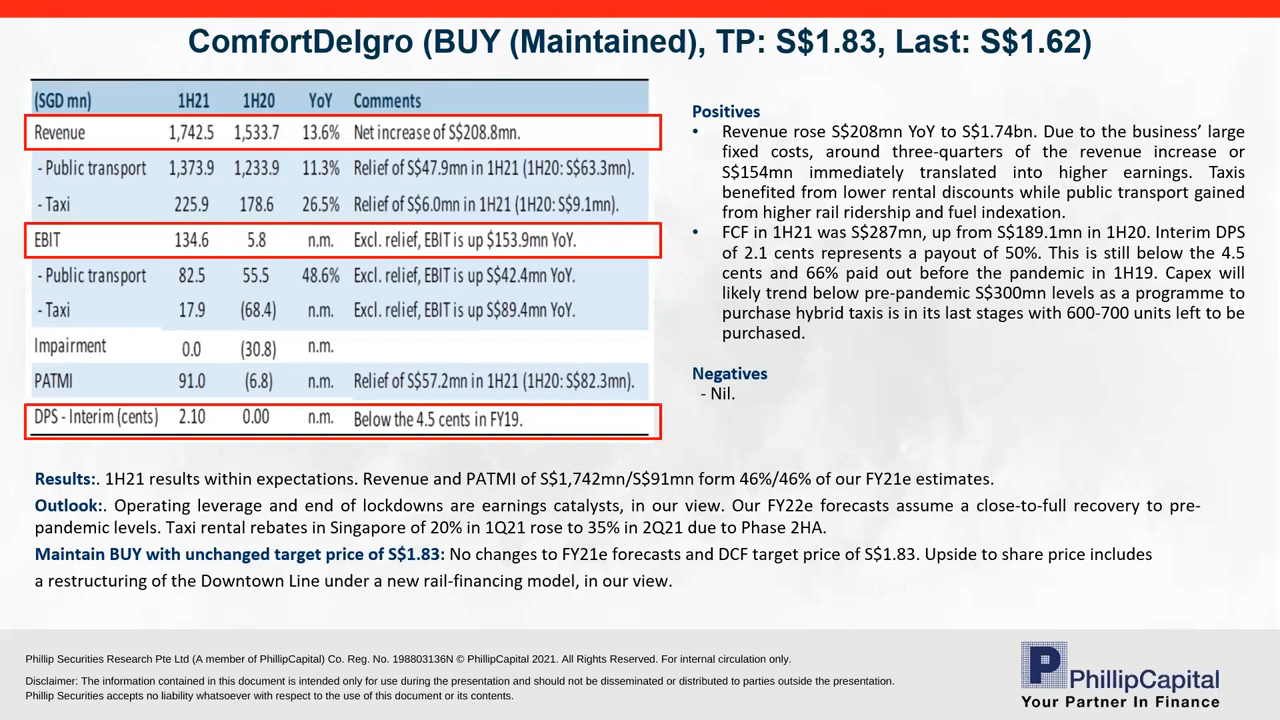 ComfortDelgro (BUY (Maintained), TP: S$1.83, Last: S$1.62)
(SGD mn) 1H21 1H20 YoY Comments
Revenue 1,742.5 1,533.7 13.6% Net increase of S$208.8mn.
- Public transport 1,373.9 1,233.9 11.3% Relief of S$47.9mn in 1H21 (1H20: S$63.3mn).
- Taxi 225.9 178.6 26.5% Relief of S$6.0mn in 1H21 (1H20: S$9.1mn).
EBIT 134.6 5.8 n.m. Excl. relief, EBIT is up $153.9mn YoY.
- Public transport 82.5 55.5 48.6% Excl. relief, EBIT is up S$42.4mn YoY.
- Taxi 17.9 (68.4) n.m. Excl. relief, EBIT is up S$89.4mn YoY.
Impairment 0.0 (30.8) n.m.
PATMI 91.0 (6.8) n.m. Relief of S$57.2mn in 1H21 (1H20: S$82.3mn).
DPS - Interim (cents) 2.10 0.00 n.m. Below the 4.5 cents in FY19.
Positives
• Revenue rose S$208mn YoY to S$1.74bn. Due to the business’ large
fixed costs, around three-quarters of the revenue increase or
S$154mn immediately translated into higher earnings. Taxis
benefited from lower rental discounts while public transport gained
from higher rail ridership and fuel indexation.
• FCF in 1H21 was S$287mn, up from S$189.1mn in 1H20. Interim DPS
of 2.1 cents represents a payout of 50%. This is still below the 4.5
cents and 66% paid out before the pandemic in 1H19. Capex will
likely trend below pre-pandemic S$300mn levels as a programme to
purchase hybrid taxis is in its last stages with 600-700 units left to be
purchased.
Negatives
- Nil.
Results:. 1H21 results within expectations. Revenue and PATMI of S$1,742mn/S$91mn form 46%/46% of our FY21e estimates.
Outlook:. Operating leverage and end of lockdowns are earnings catalysts, in our view. Our FY22e forecasts assume a close-to-full recovery to pre-
pandemic levels. Taxi rental rebates in Singapore of 20% in 1Q21 rose to 35% in 2Q21 due to Phase 2HA.
Maintain BUY with unchanged target price of S$1.83: No changes to FY21e forecasts and DCF target price of S$1.83. Upside to share price includes
a restructuring of the Downtown Line under a new rail-financing model, in our view.
Phillip Securities Research Pte Ltd (A member of PhillipCapital) Co. Reg. No. 198803136N © PhillipCapital 2021. All Rights Reserved. For internal circulation only.
Disclaimer: The information contained in this document is intended only for use during the presentation and should not be disseminated or distributed to parties outside the presentation.
Phillip Securities accepts no liability whatsoever with respect to the use of this document or its contents.
P PhillipCapital
Your Partner In Finance